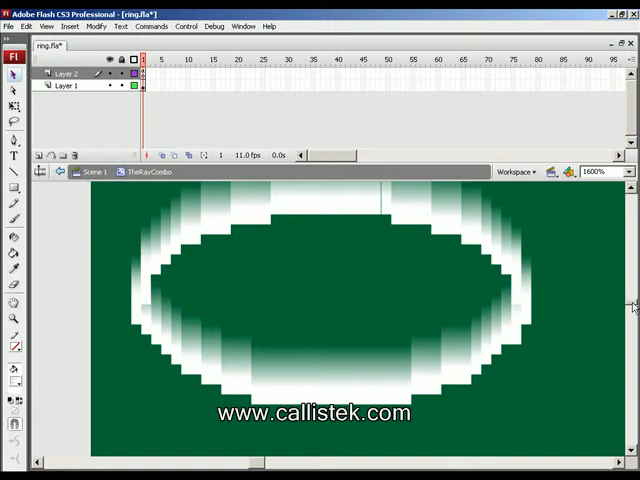 Adobe Flash CS3 Professional - [ring.fla*]
File Edit View Insert Modify Text Commands Control Debug Window Help
ring.fla*
Fl
1 5 10 15 20 25 30 35 40 45 50 55 60 65 70 75 80 85 90 95
Layer 2
Layer 1
1 11.0 fps 0.0s
Scene 1 TheRayCombo Workspace 1600%
www.callistek.com